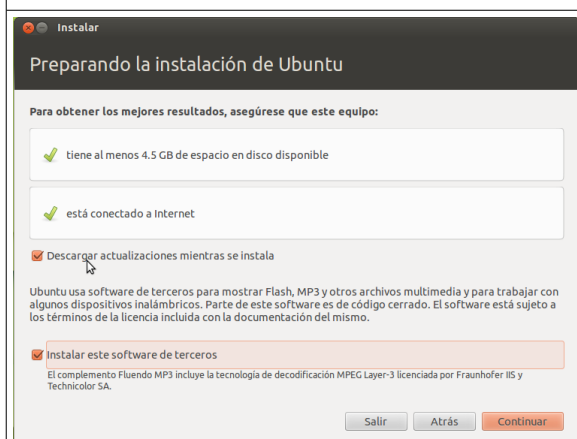 Instalar
Preparando la instalación de Ubuntu
Para obtener los mejores resultados, asegúrese que este equipo:
tiene al menos 4.5 GB de espacio en disco disponible
está conectado a Internet
Descargar actualizaciones mientras se instala
Ubuntu usa software de terceros para mostrar Flash, MP3 y otros archivos multimedia y para trabajar con
algunos dispositivos inalámbricos. Parte de este software es de código cerrado. El software está sujeto a
los términos de la licencia incluida con la documentación del mismo.
Instalar este software de terceros
El complemento Fluendo MP3 incluye la tecnología de decodificación MPEG Layer-3 licenciada por Fraunhofer IIS y
Technicolor SA.
Salir Atrás Continuar